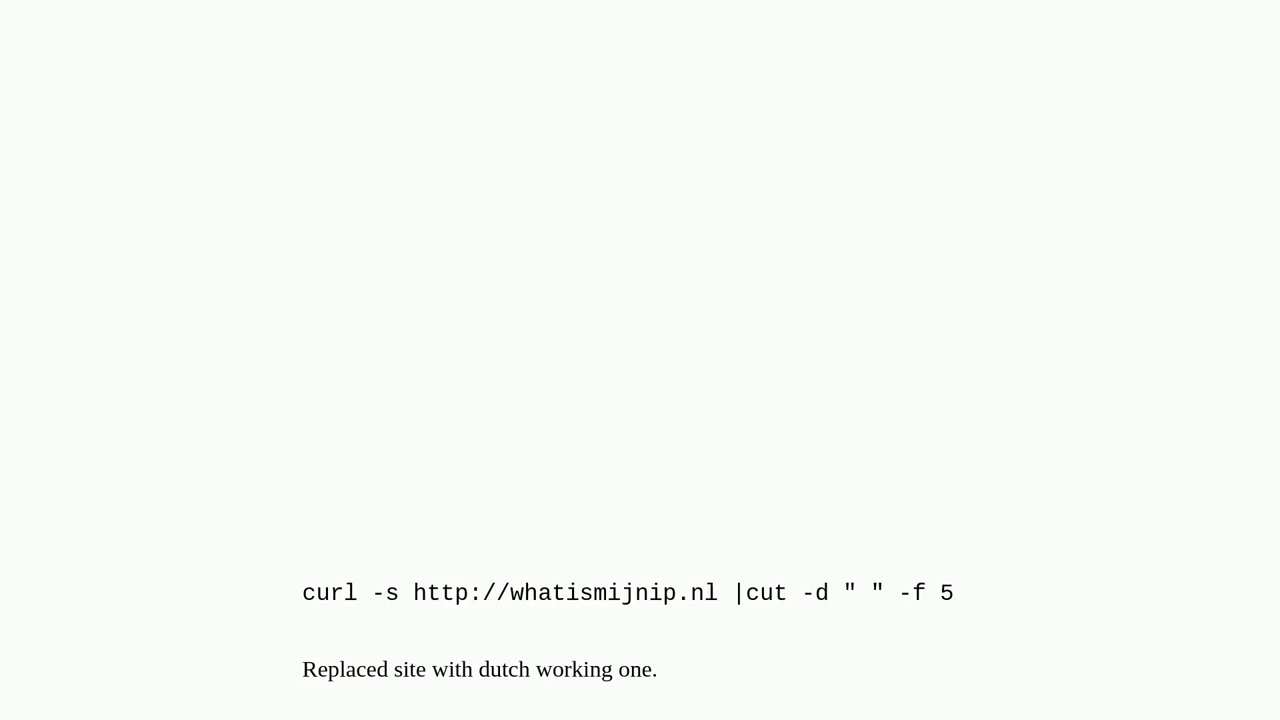 curl -s http://whatismijnip.nl |cut -d " " -f 5
Replaced site with dutch working one.